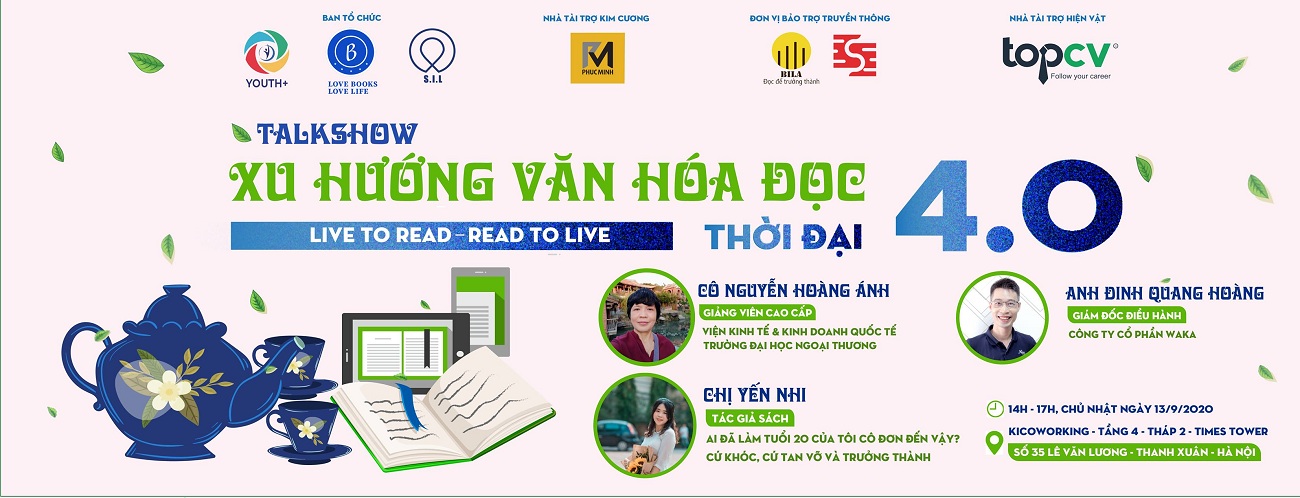 BAN TỔ CHỨC
NHÀ TÀI TRỢ KIM CƯƠNG
ĐƠN VỊ BẢO TRỢ TRUYỀN THÔNG
NHÀ TÀI TRỢ HIỆN VẬT
YOUTH+
B
LOVE BOOKS
LOVE LIFE
S.I.L
PM
PHUCMINH
BILA
Đọc để trưởng thành
ESE
topcv
Follow your career
TALKSHOW
XU HƯỚNG VĂN HÓA ĐỌC
4.0
LIVE TO READ – READ TO LIVE
THỜI ĐẠI
CÔ NGUYỄN HOÀNG ÁNH
GIẢNG VIÊN CAO CẤP
VIỆN KINH TẾ & KINH DOANH QUỐC TẾ
TRƯỜNG ĐẠI HỌC NGOẠI THƯƠNG
ANH ĐINH QUANG HOÀNG
GIÁM ĐỐC ĐIỀU HÀNH
CÔNG TY CỔ PHẦN WAKA
CHỊ YẾN NHI
TÁC GIẢ SÁCH
AI ĐÃ LÀM TUỔI 20 CỦA TÔI CÔ ĐƠN ĐẾN VẬY?
CỨ KHÓC, CỨ TAN VỠ VÀ TRƯỞNG THÀNH
14H - 17H, CHỦ NHẬT NGÀY 13/9/2020
KICOWORKING - TẦNG 4 - THÁP 2 - TIMES TOWER
SỐ 35 LÊ VĂN LƯƠNG - THANH XUÂN - HÀ NỘI